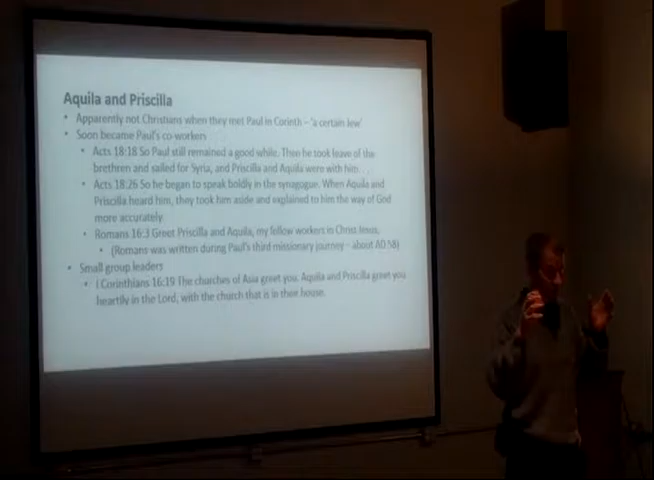 Aquila and Priscilla
• Apparently not Christians when they met Paul in Corinth – 'a certain Jew'
• Soon became Paul's co-workers
• Acts 18:18 So Paul still remained a good while. Then he took leave of the
brethren and sailed for Syria, and Priscilla and Aquila were with him. . .
• Acts 18:26 So he began to speak boldly in the synagogue. When Aquila and
Priscilla heard him, they took him aside and explained to him the way of God
more accurately.
• Romans 16:3 Greet Priscilla and Aquila, my fellow workers in Christ Jesus,
• (Romans was written during Paul's third missionary journey – about AD 58)
• Small group leaders
• I Corinthians 16:19 The churches of Asia greet you. Aquila and Priscilla greet you
heartily in the Lord, with the church that is in their house.